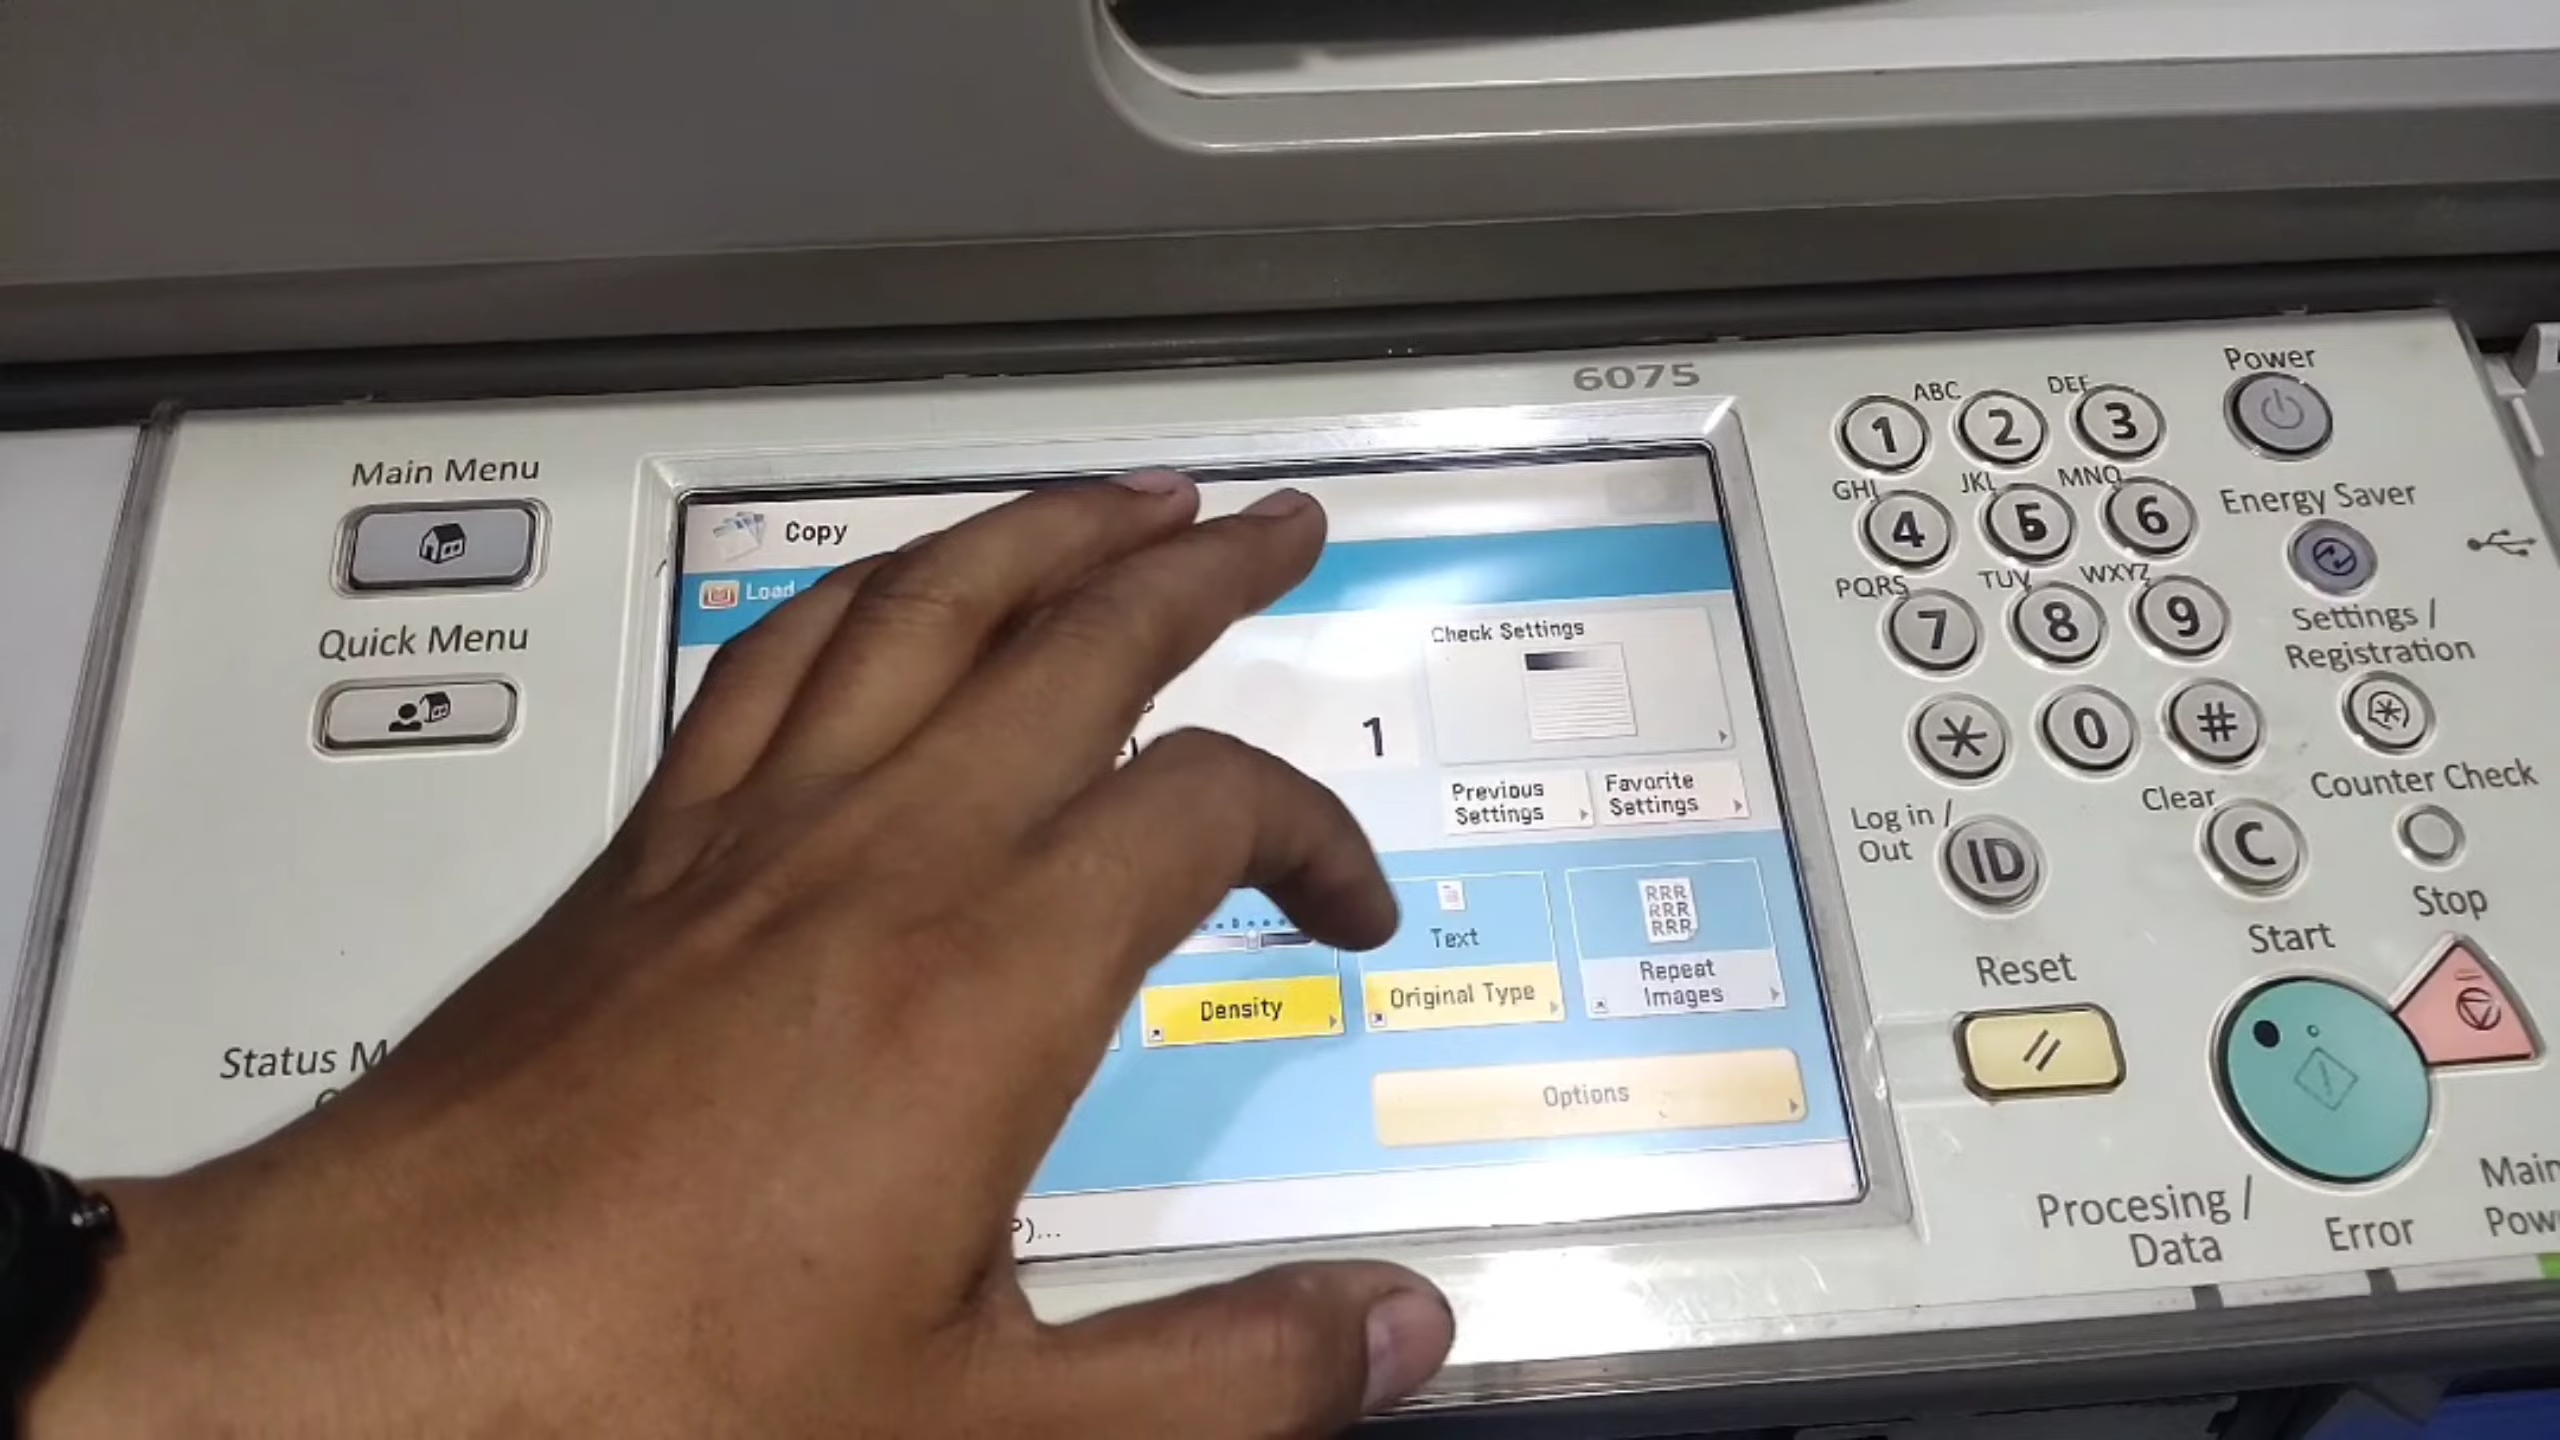 6075
Power
Main Menu
ABC
DEF
1
2
3
Energy Saver
GHI
JKL
MNO
4
5
6
Quick Menu
Copy
Load
PQRS
TUV
WXYZ
7
8
9
Settings /
Registration
Check Settings
1
*
0
#
Previous
Settings
Favorite
Settings
Counter Check
Log in /
Out
ID
Clear
C
Stop
Text
RRR
RRR
RRR
Density
Original Type
Repeat
Images
Reset
Start
Status M
Options
Procesing /
Data
Error
Main
Pow
P)...